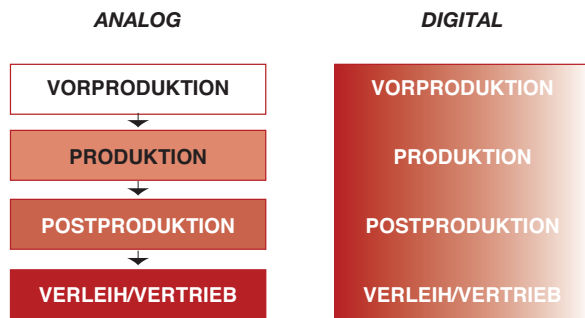 ANALOG
VORPRODUKTION
PRODUKTION
POSTPRODUKTION
VERLEIH/VERTRIEB
DIGITAL
VORPRODUKTION
PRODUKTION
POSTPRODUKTION
VERLEIH/VERTRIEB